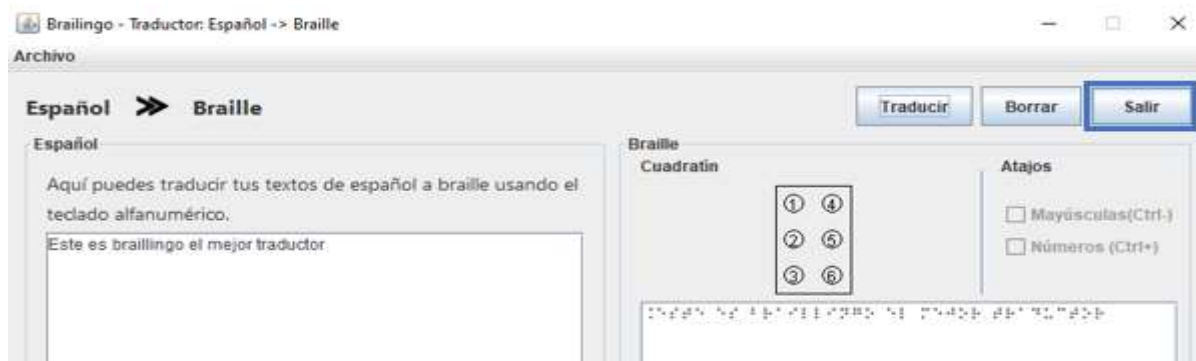 Brailingo - Traductor: Español -> Braille
Archivo
Español >> Braille
Traducir Borrar Salir
Español
Braille
Cuadratín
Atajos
Aquí puedes traducir tus textos de español a braille usando el
teclado alfanumérico.
Este es braillingo el mejor traductor
1 4
2 5
3 6
Mayúsculas(Ctrl-)
Números (Ctrl+)
⠨⠑⠎⠞⠑ ⠑⠎ ⠃⠗⠁⠊⠇⠇⠊⠝⠛⠕ ⠑⠇ ⠍⠑⠚⠕⠗ ⠞⠗⠁⠙⠥⠉⠞⠕⠗